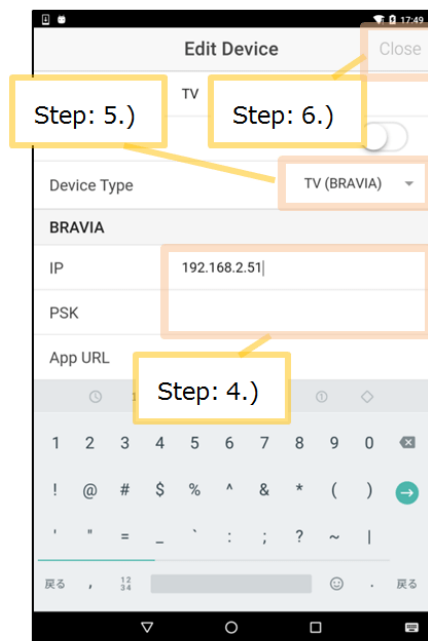 17:49
Edit Device
Close
TV
Step: 5.)
Step: 6.)
Device Type
TV (BRAVIA)
BRAVIA
IP
192.168.2.51
PSK
App URL
Step: 4.)
1 2 3 4 5 6 7 8 9 0
! @ # $ % ^ & * ( )
' " = _ ` : ; ? ~ |
戻る , 12 . 戻る
34